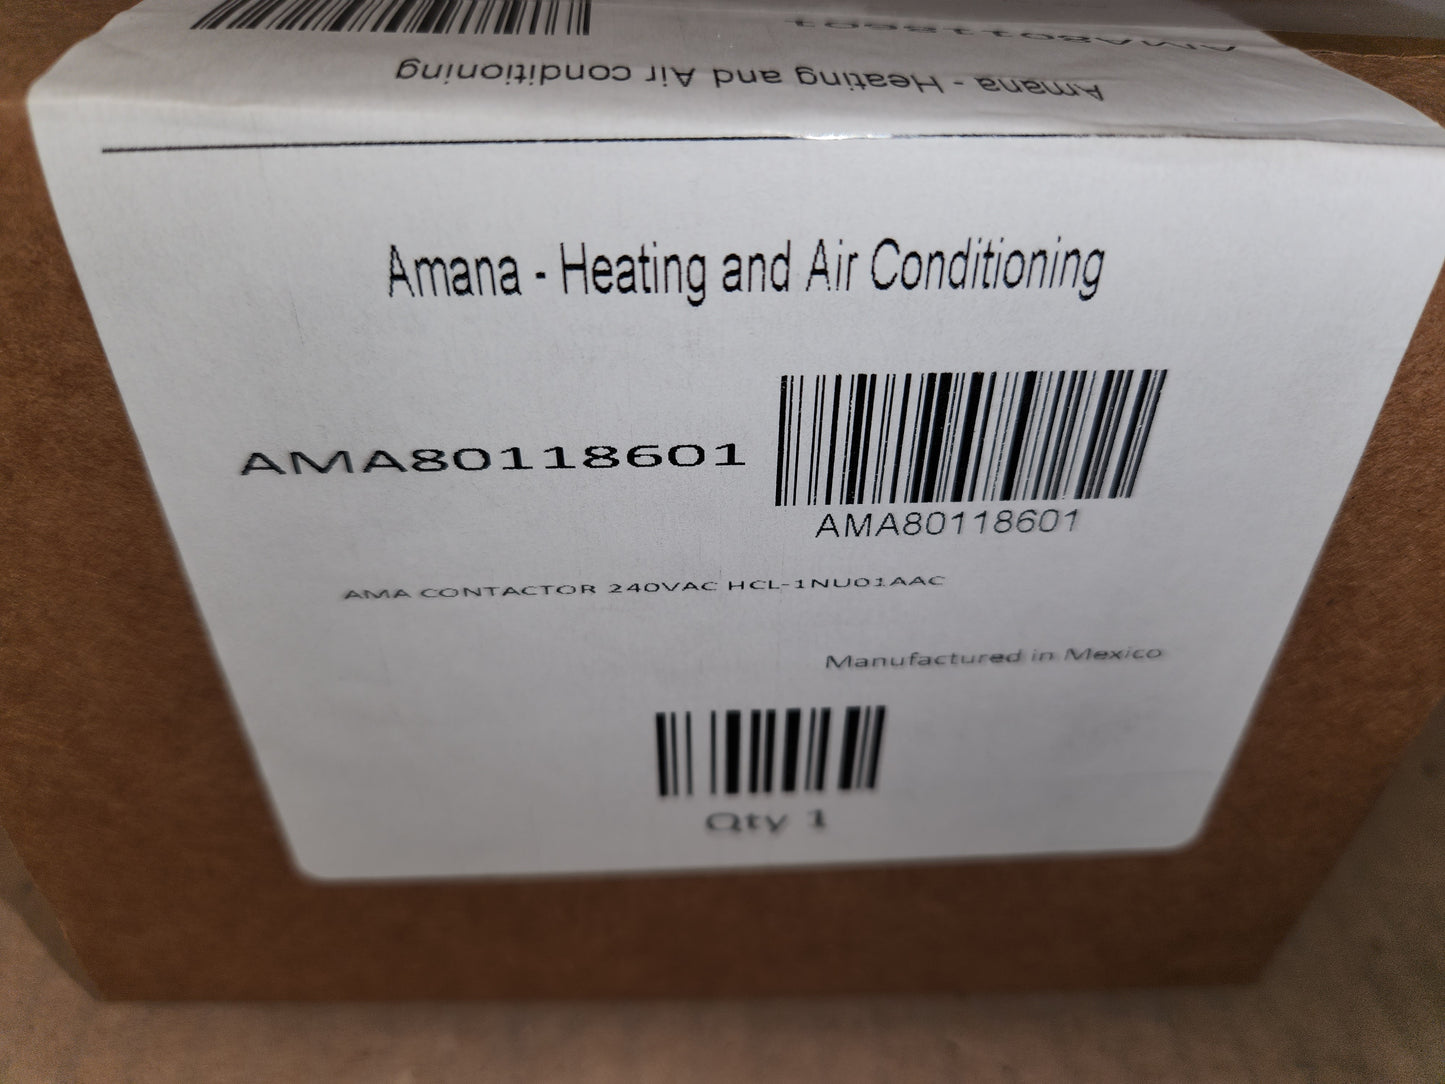 AMA80118601
Amana - Heating and Air conditioning
Amana - Heating and Air Conditioning
AMA80118601
AMA80118601
AMA CONTACTOR 240VAC HCL-1NU01AAC
Manufactured in Mexico
Qty 1